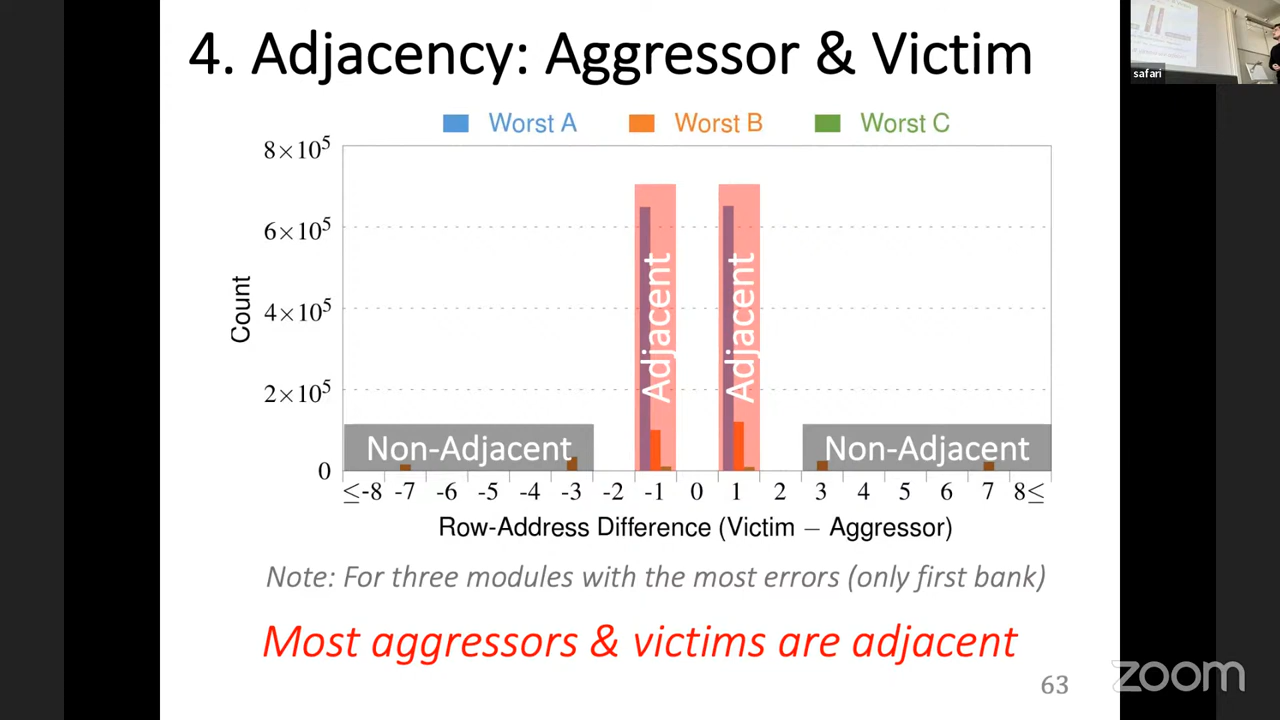 4. Adjacency: Aggressor & Victim
safari
Worst A Worst B Worst C
8×10⁵
6×10⁵
4×10⁵
2×10⁵
0
Count
Adjacent
Adjacent
Non-Adjacent
Non-Adjacent
≤-8 -7 -6 -5 -4 -3 -2 -1 0 1 2 3 4 5 6 7 8≤
Row-Address Difference (Victim − Aggressor)
Note: For three modules with the most errors (only first bank)
Most aggressors & victims are adjacent
63
zoom